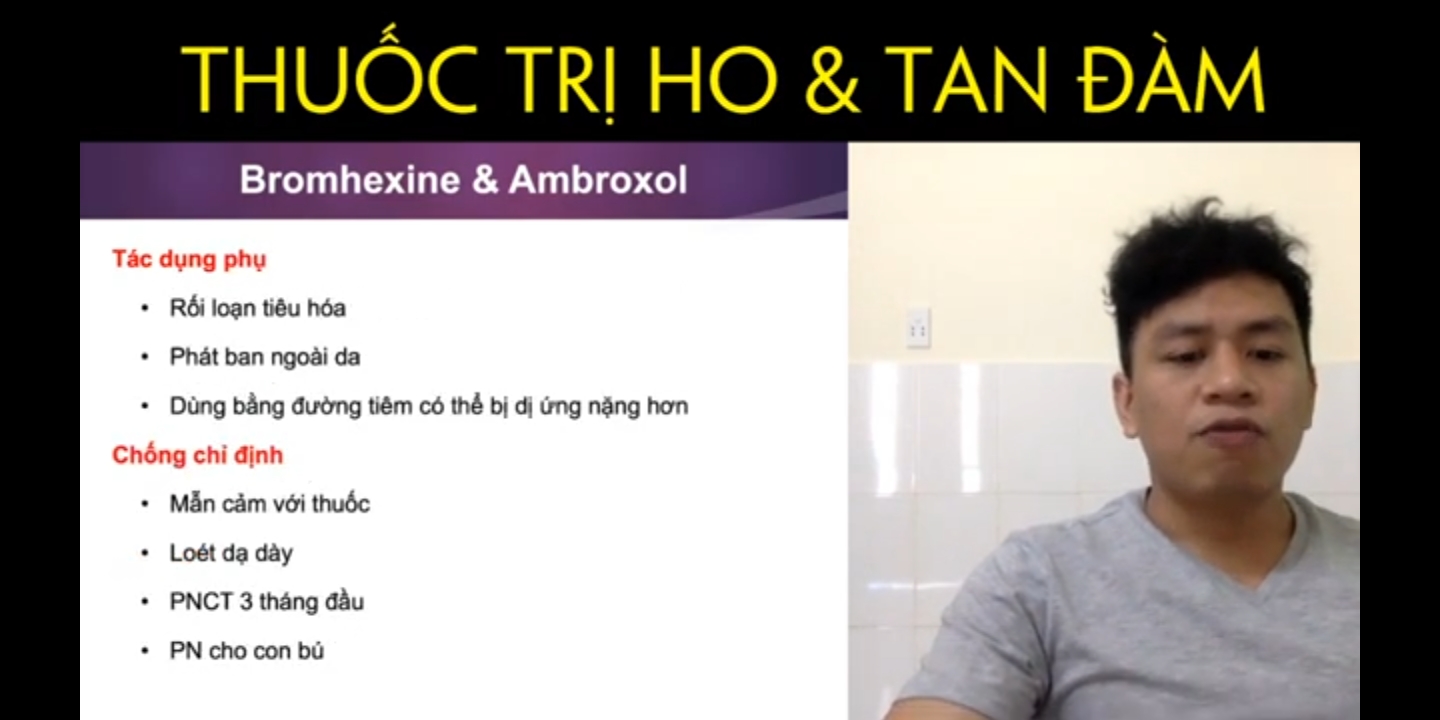 THUỐC TRỊ HO & TAN ĐÀM
Bromhexine & Ambroxol
Tác dụng phụ
• Rối loạn tiêu hóa
• Phát ban ngoài da
• Dùng bằng đường tiêm có thể bị dị ứng nặng hơn
Chống chỉ định
• Mẫn cảm với thuốc
• Loét dạ dày
• PNCT 3 tháng đầu
• PN cho con bú